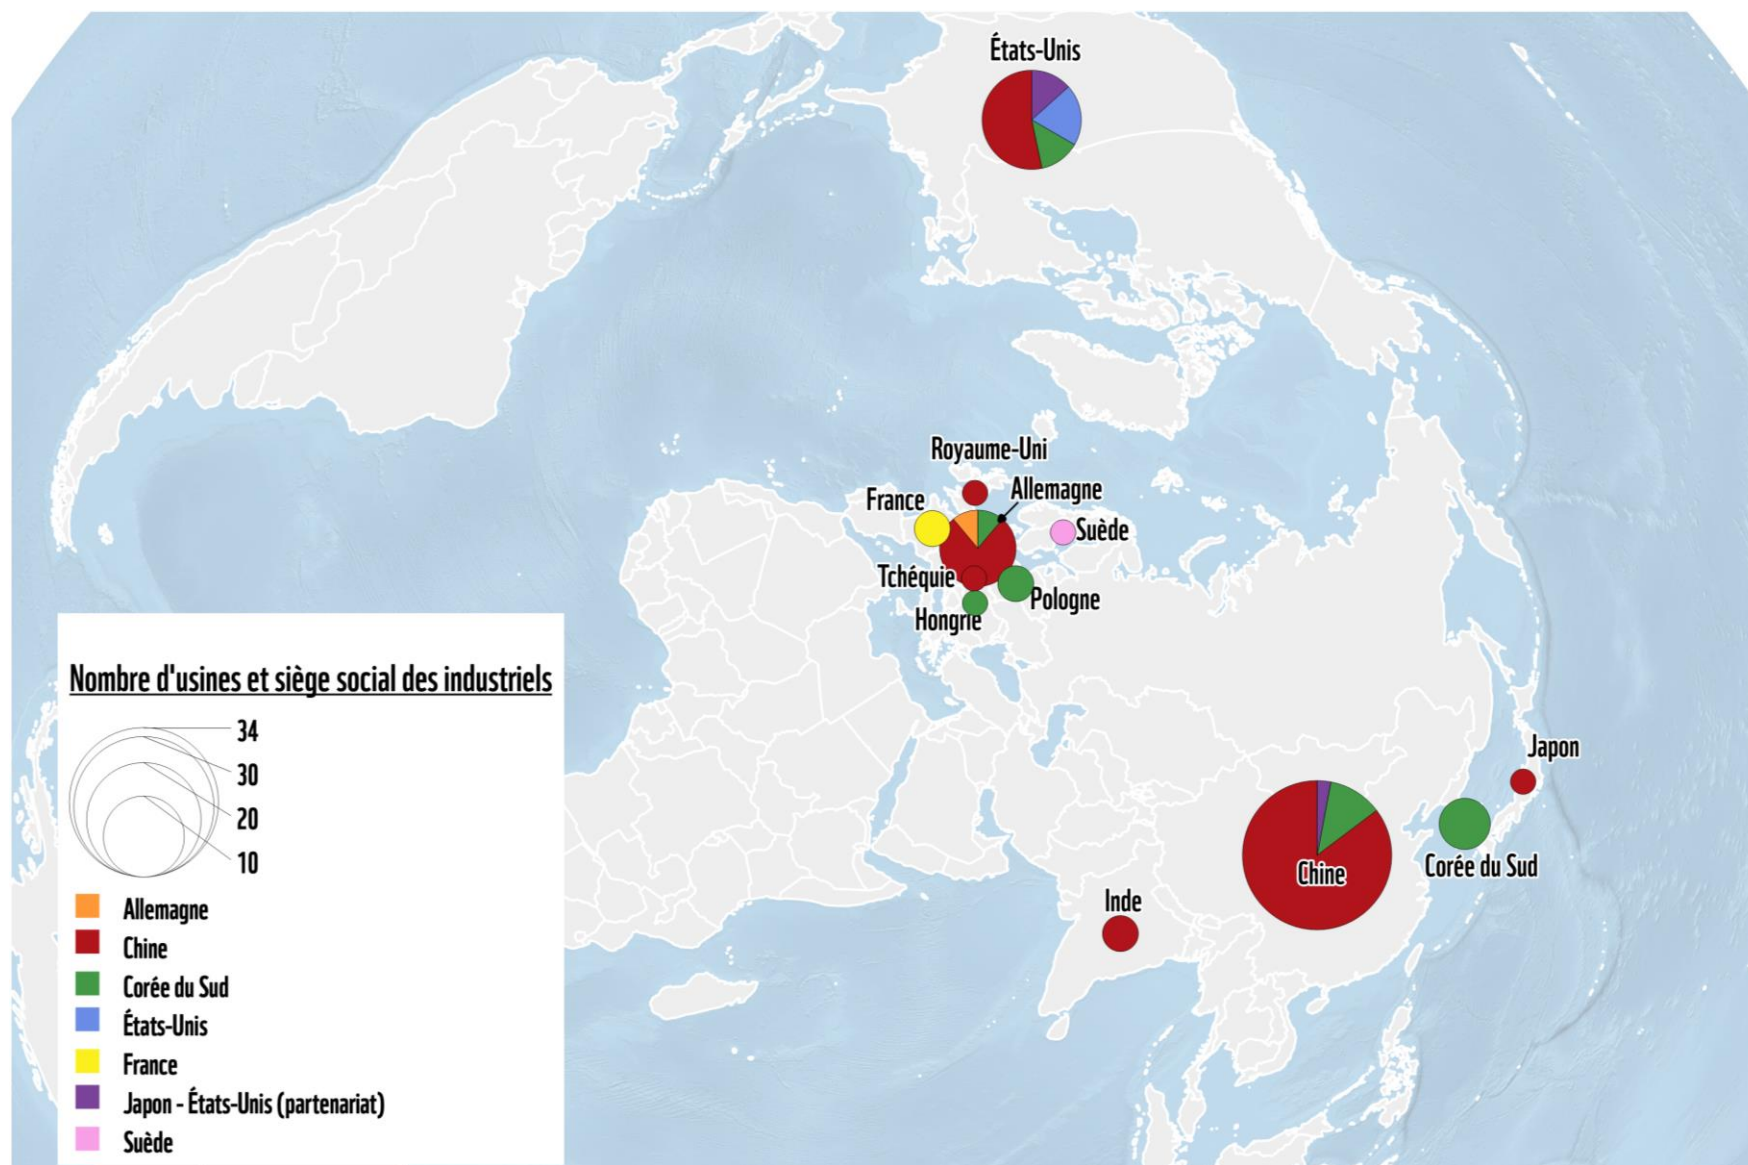 États-Unis
Royaume-Uni
Allemagne
France
Suède
Tchéquie
Pologne
Hongrie
Japon
Corée du Sud
Chine
Inde
Nombre d'usines et siège social des industriels
34
30
20
10
Allemagne
Chine
Corée du Sud
États-Unis
France
Japon - États-Unis (partenariat)
Suède